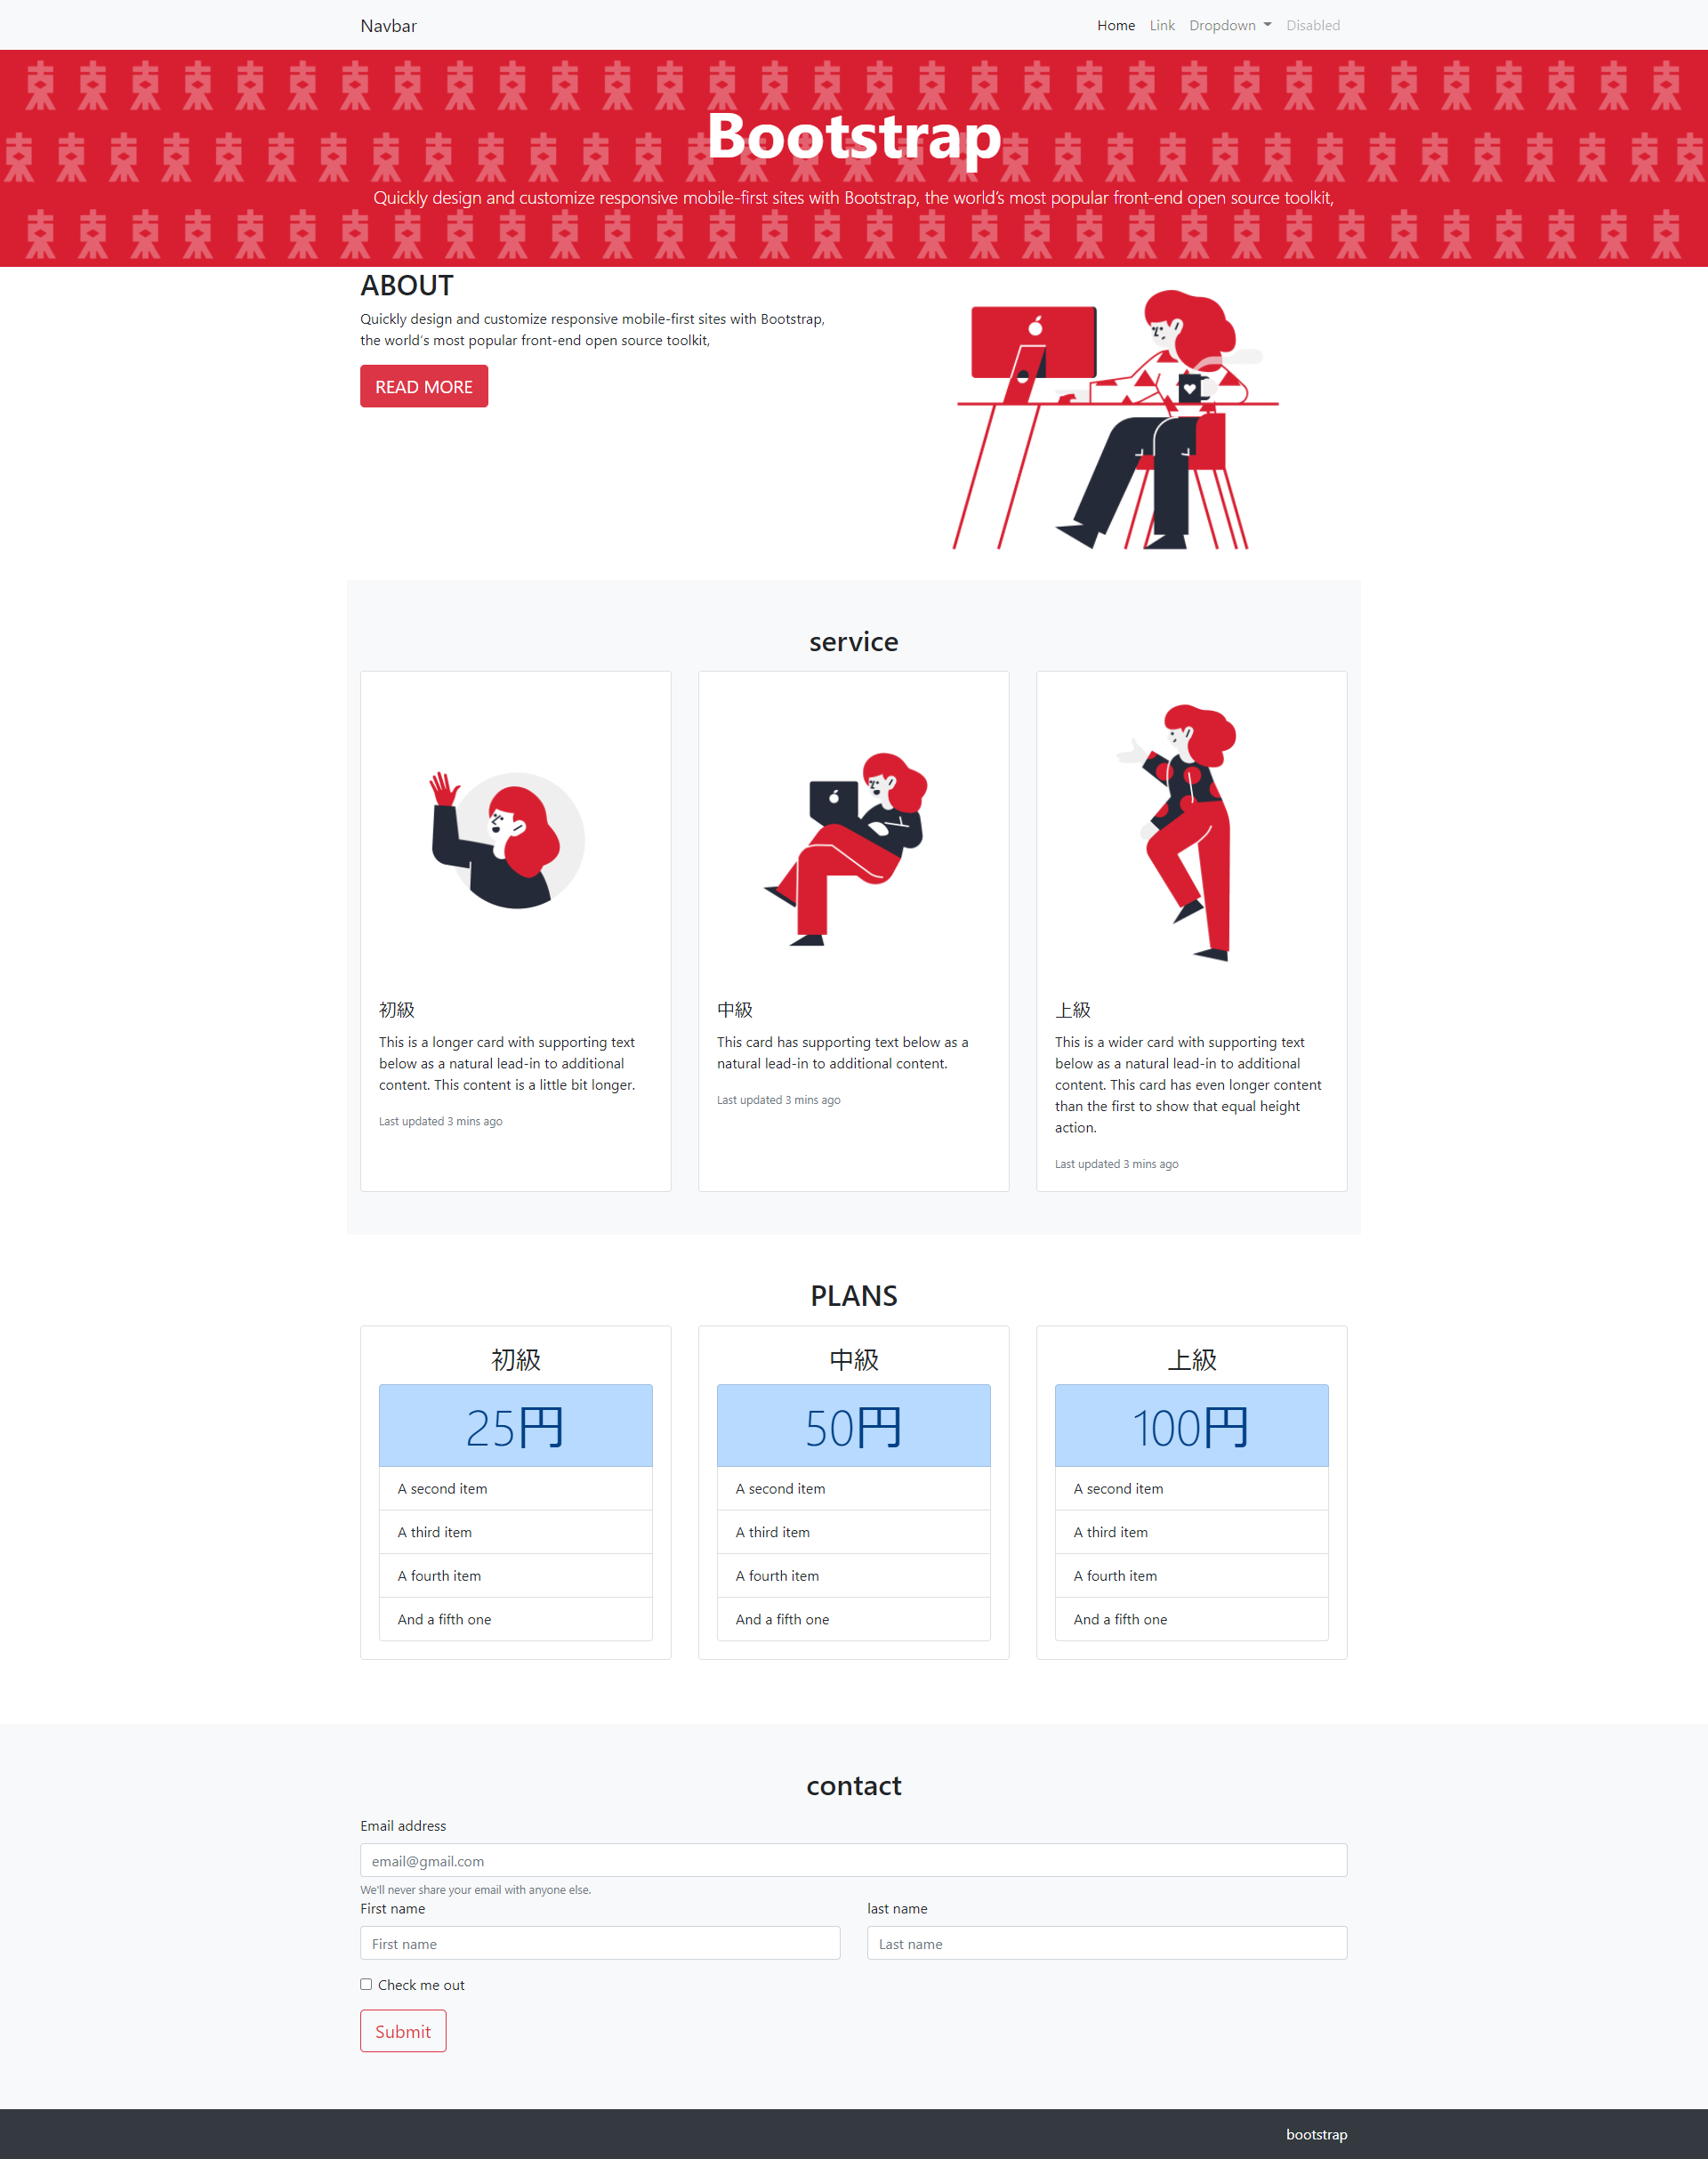 Navbar
Home Link Dropdown Disabled
Bootstrap
Quickly design and customize responsive mobile-first sites with Bootstrap, the world's most popular front-end open source toolkit,
ABOUT
Quickly design and customize responsive mobile-first sites with Bootstrap,
the world's most popular front-end open source toolkit,
READ MORE
service
初級
This is a longer card with supporting text
below as a natural lead-in to additional
content. This content is a little bit longer.
Last updated 3 mins ago
中級
This card has supporting text below as a
natural lead-in to additional content.
Last updated 3 mins ago
上級
This is a wider card with supporting text
below as a natural lead-in to additional
content. This card has even longer content
than the first to show that equal height
action.
Last updated 3 mins ago
PLANS
初級
25円
A second item
A third item
A fourth item
And a fifth one
中級
50円
A second item
A third item
A fourth item
And a fifth one
上級
100円
A second item
A third item
A fourth item
And a fifth one
contact
Email address
email@gmail.com
We'll never share your email with anyone else.
First name
First name
last name
Last name
Check me out
Submit
bootstrap